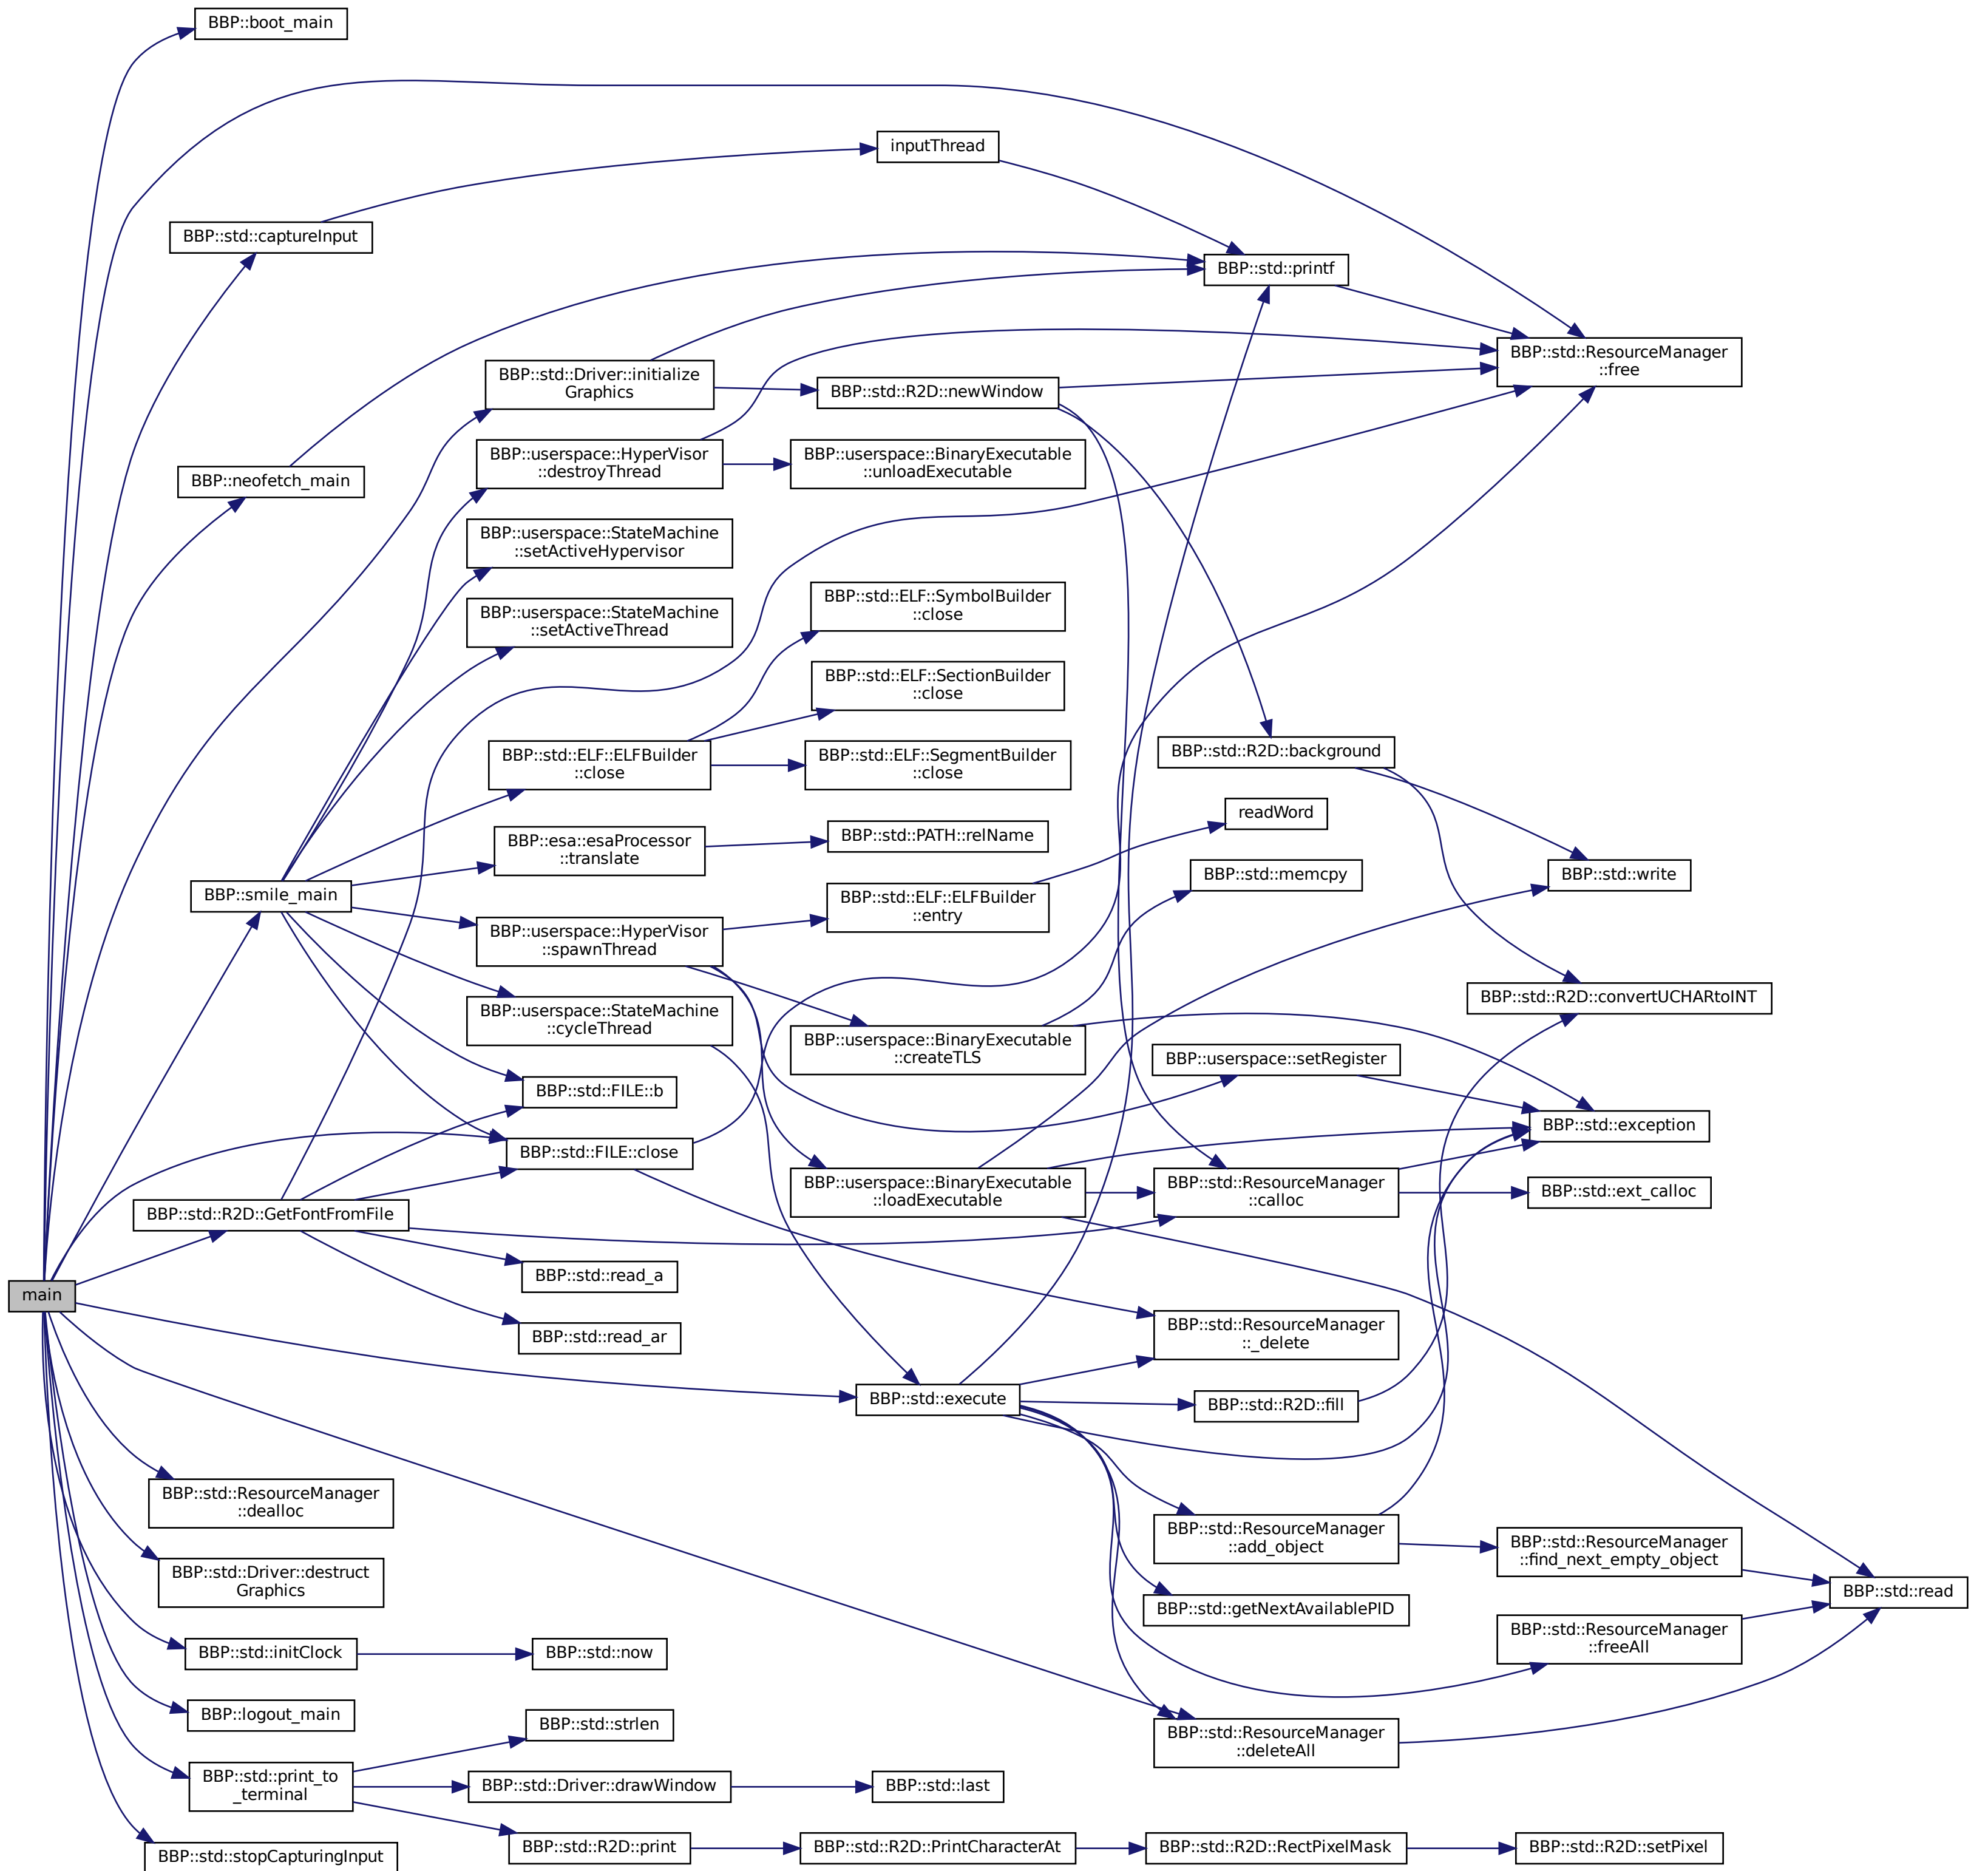 BBP::boot_main
inputThread
BBP::std::captureInput
BBP::std::printf
BBP::std::ResourceManager
::free
BBP::std::Driver::initialize
Graphics
BBP::std::R2D::newWindow
BBP::neofetch_main
BBP::userspace::HyperVisor
::destroyThread
BBP::userspace::BinaryExecutable
::unloadExecutable
BBP::userspace::StateMachine
::setActiveHypervisor
BBP::userspace::StateMachine
::setActiveThread
BBP::std::ELF::SymbolBuilder
::close
BBP::std::ELF::SectionBuilder
::close
BBP::std::ELF::ELFBuilder
::close
BBP::std::ELF::SegmentBuilder
::close
BBP::std::R2D::background
readWord
BBP::esa::esaProcessor
::translate
BBP::std::PATH::relName
BBP::std::memcpy
BBP::std::write
BBP::smile_main
BBP::std::ELF::ELFBuilder
::entry
BBP::userspace::HyperVisor
::spawnThread
BBP::std::R2D::convertUCHARtoINT
BBP::userspace::StateMachine
::cycleThread
BBP::userspace::BinaryExecutable
::createTLS
BBP::userspace::setRegister
BBP::std::FILE::b
BBP::std::exception
BBP::std::FILE::close
BBP::userspace::BinaryExecutable
::loadExecutable
BBP::std::ResourceManager
::calloc
BBP::std::ext_calloc
BBP::std::R2D::GetFontFromFile
BBP::std::read_a
main
BBP::std::read_ar
BBP::std::ResourceManager
::_delete
BBP::std::execute
BBP::std::R2D::fill
BBP::std::ResourceManager
::dealloc
BBP::std::ResourceManager
::add_object
BBP::std::ResourceManager
::find_next_empty_object
BBP::std::Driver::destruct
Graphics
BBP::std::read
BBP::std::getNextAvailablePID
BBP::std::ResourceManager
::freeAll
BBP::std::initClock
BBP::std::now
BBP::logout_main
BBP::std::strlen
BBP::std::ResourceManager
::deleteAll
BBP::std::print_to
_terminal
BBP::std::Driver::drawWindow
BBP::std::last
BBP::std::R2D::print
BBP::std::R2D::PrintCharacterAt
BBP::std::R2D::RectPixelMask
BBP::std::R2D::setPixel
BBP::std::stopCapturingInput